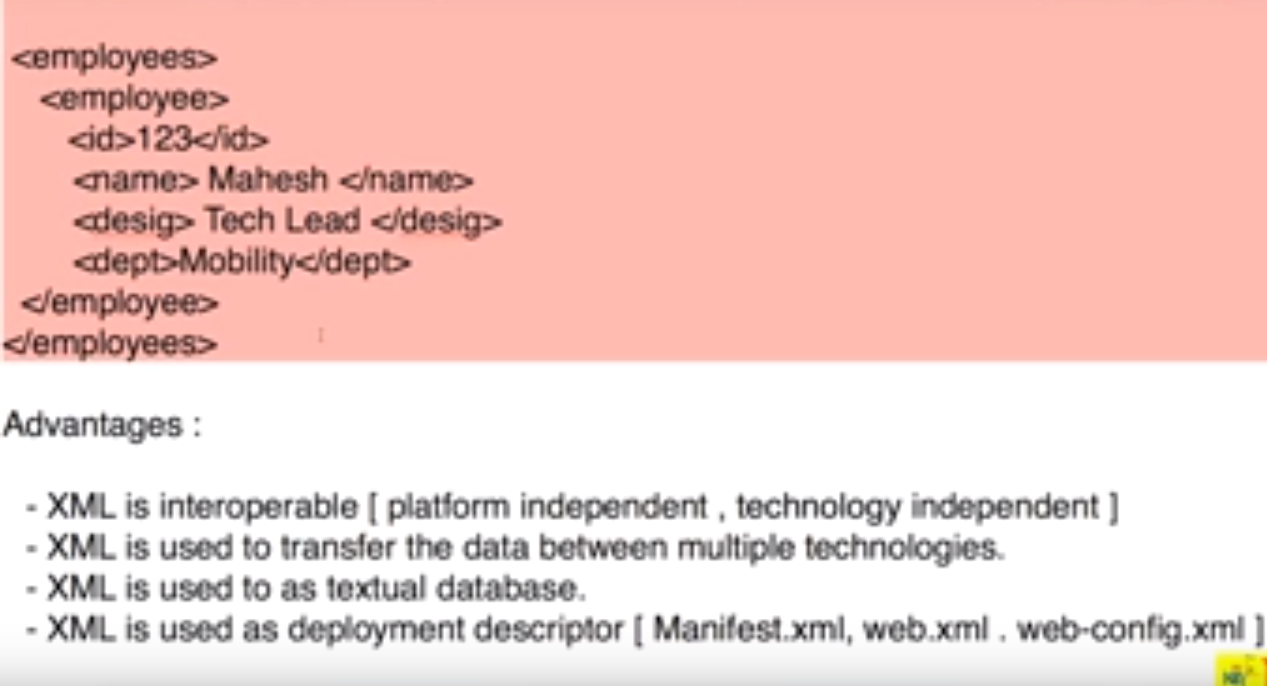 <employees>
<employee>
<id>123</id>
<name> Mahesh </name>
<desig> Tech Lead </desig>
<dept>Mobility</dept>
</employee>
</employees>
Advantages :
- XML is interoperable [ platform independent , technology independent ]
- XML is used to transfer the data between multiple technologies.
- XML is used to as textual database.
- XML is used as deployment descriptor [ Manifest.xml, web.xml . web-config.xml ]